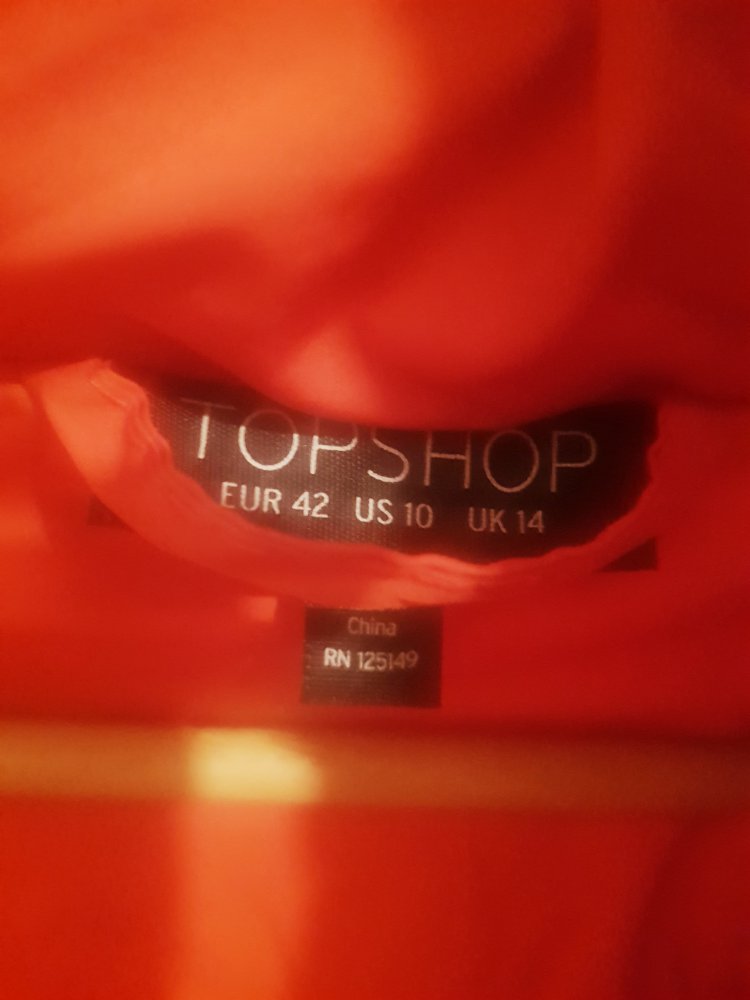 TOPSHOP
EUR 42 US 10 UK 14
China
RN 125149